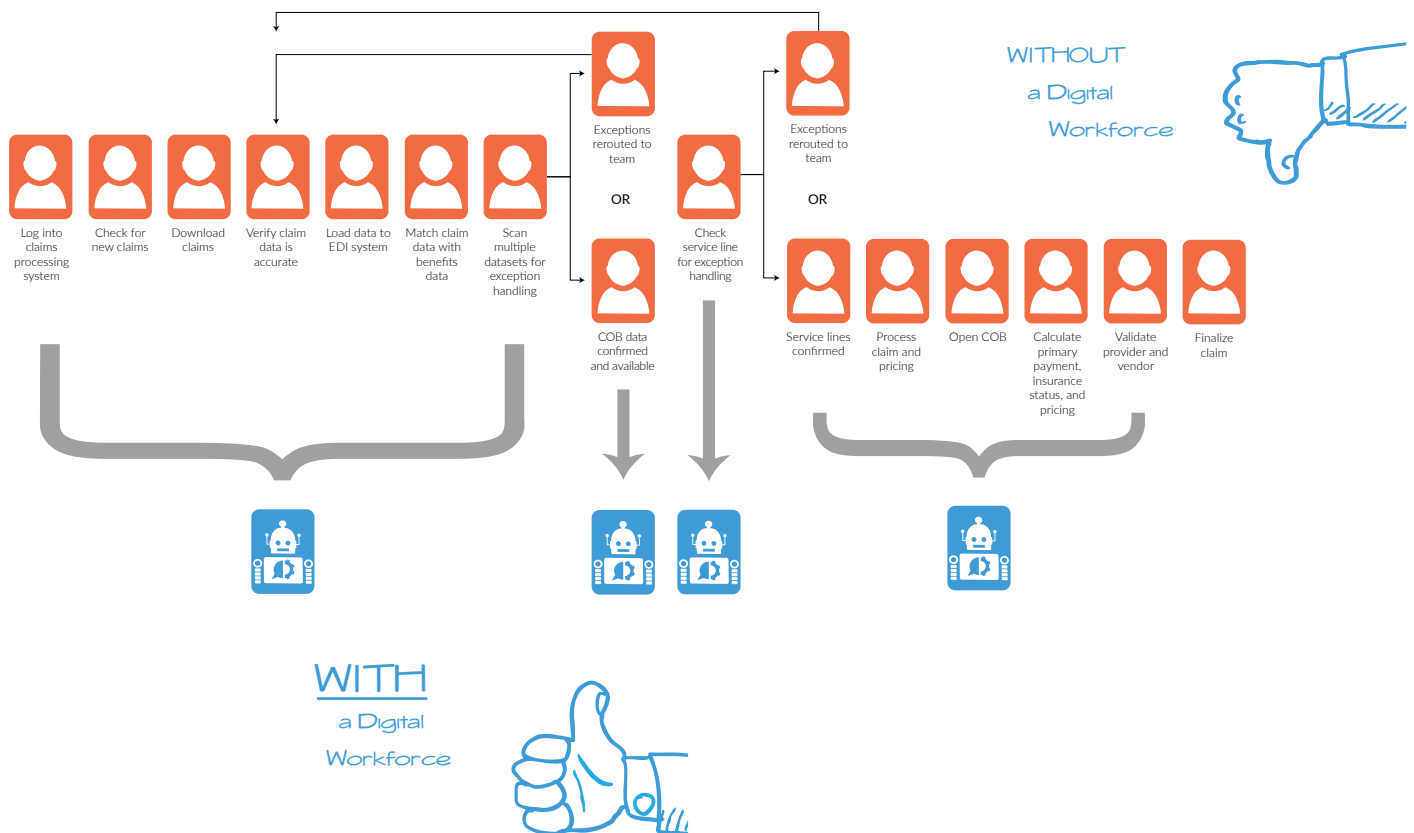 WITHOUT
a Digital
Workforce
Exceptions
rerouted to
team
OR
Exceptions
rerouted to
team
OR
Log into
claims
processing
system
Check for
new claims
Download
claims
Verify claim
data is
accurate
Load data to
EDI system
Match claim
data with
benefits
data
Scan
multiple
datasets for
exception
handling
COB data
confirmed
and available
Check
service line
for exception
handling
Service lines
confirmed
Process
claim and
pricing
Open COB
Calculate
primary
payment,
insurance
status, and
pricing
Validate
provider and
vendor
Finalize
claim
WITH
a Digital
Workforce